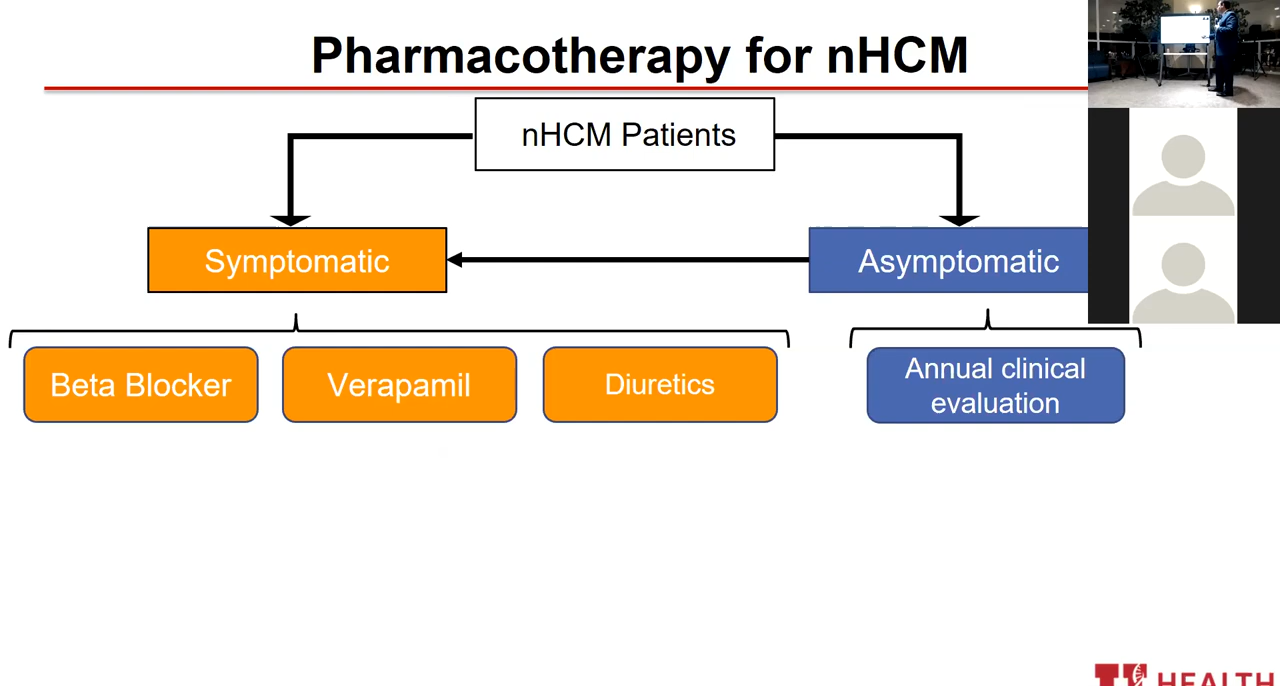 Pharmacotherapy for nHCM
nHCM Patients
Symptomatic
Asymptomatic
Beta Blocker
Verapamil
Diuretics
Annual clinical
evaluation
HEALTH